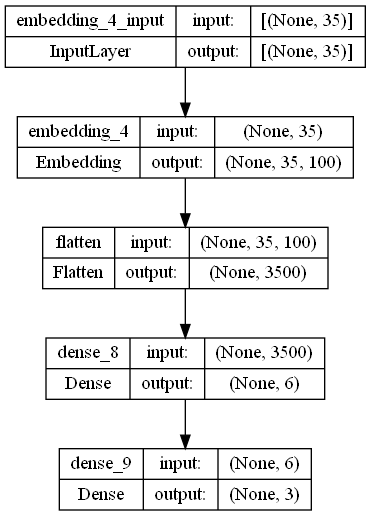 embedding_4_input input: [(None, 35)]
InputLayer output: [(None, 35)]
embedding_4 input: (None, 35)
Embedding output: (None, 35, 100)
flatten input: (None, 35, 100)
Flatten output: (None, 3500)
dense_8 input: (None, 3500)
Dense output: (None, 6)
dense_9 input: (None, 6)
Dense output: (None, 3)